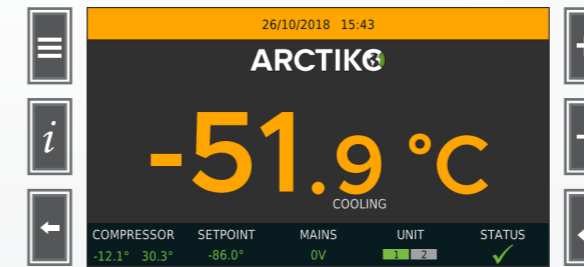 26/10/2018 15:43
ARCTIKO
-51.9 °C
COOLING
COMPRESSOR SETPOINT MAINS UNIT STATUS
-12.1° 30.3° -86.0° 0V 1 2
i